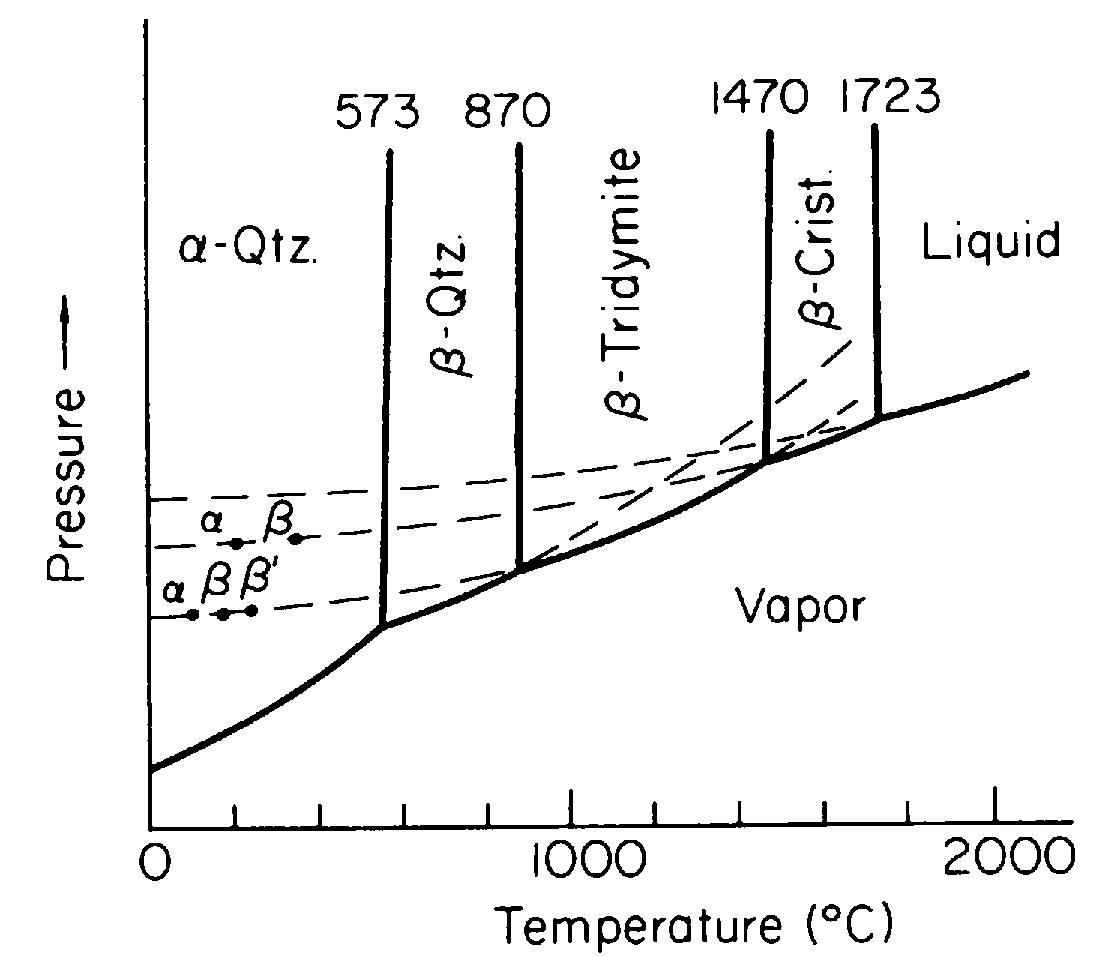 573 870 1470 1723
α-Qtz.
β-Qtz.
β-Tridymite
β-Crist.
Liquid
Pressure
α β
α β β'
Vapor
0 1000 2000
Temperature (°C)